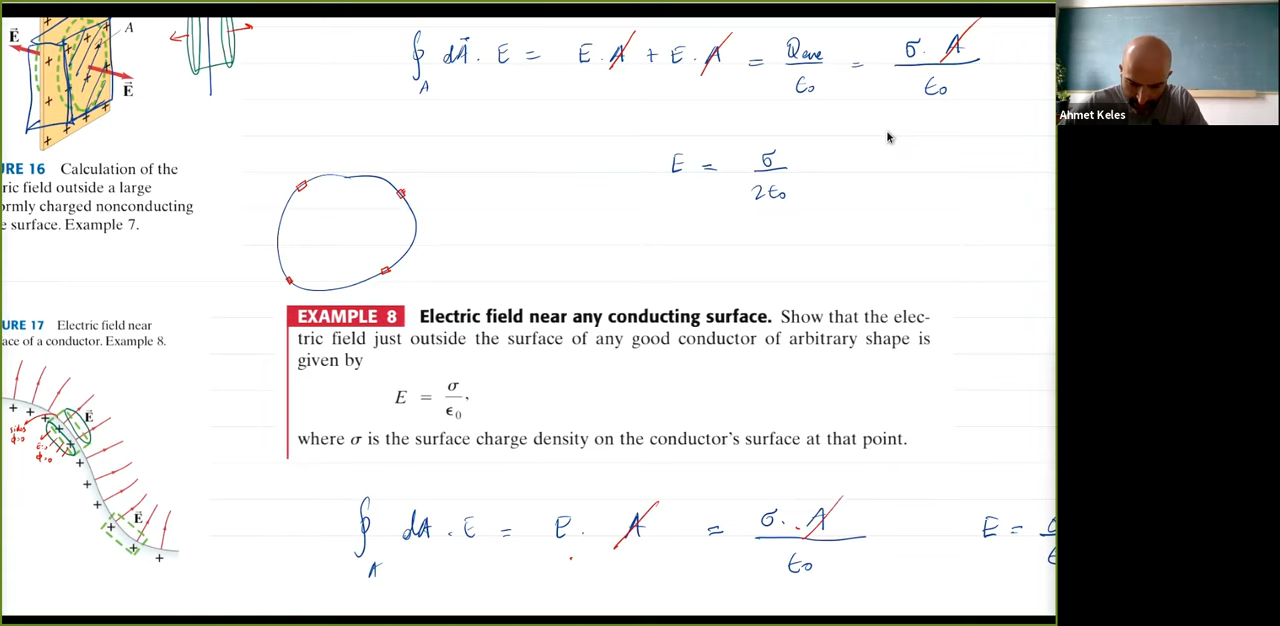 E
A
E
∮A dA⃗ . E = E . A + E . A = Qenc / ε0 = σ . A / ε0
E = σ / 2ε0
URE 16 Calculation of the
ric field outside a large
ormly charged nonconducting
e surface. Example 7.
URE 17 Electric field near
ace of a conductor. Example 8.
E
sides
ϕ=0
E
EXAMPLE 8 Electric field near any conducting surface. Show that the elec-
tric field just outside the surface of any good conductor of arbitrary shape is
given by
E = σ / ϵ0,
where σ is the surface charge density on the conductor's surface at that point.
∮A dA . E = E . A = σ . A / ε0 E =
Ahmet Keles